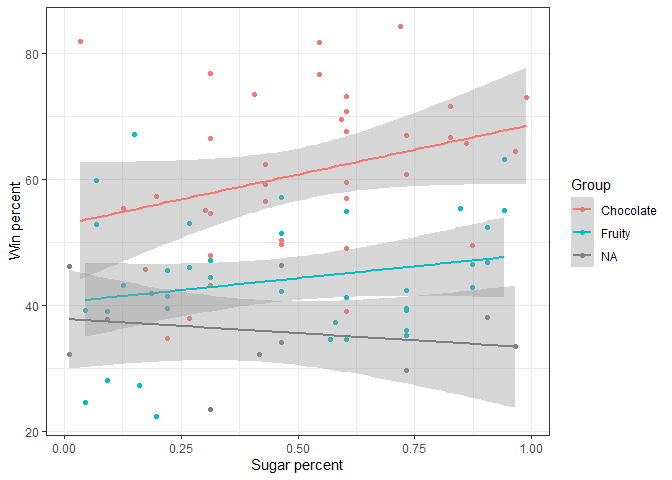 80
60
40
20
Win percent
0.00 0.25 0.50 0.75 1.00
Sugar percent
Group
Chocolate
Fruity
NA